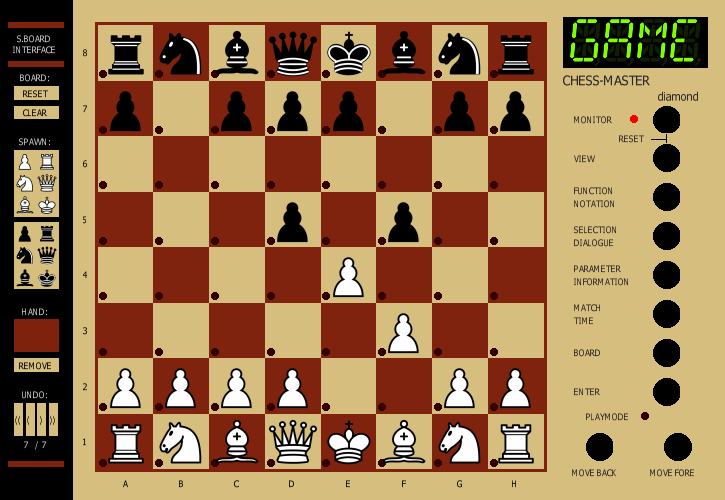 S.BOARD
INTERFACE
BOARD:
RESET
CLEAR
SPAWN:
HAND:
REMOVE
UNDO:
7 / 7
8
7
6
5
4
3
2
1
A B C D E F G H
GAME
CHESS-MASTER
diamond
MONITOR
RESET
VIEW
FUNCTION
NOTATION
SELECTION
DIALOGUE
PARAMETER
INFORMATION
MATCH
TIME
BOARD
ENTER
PLAYMODE
MOVE BACK MOVE FORE